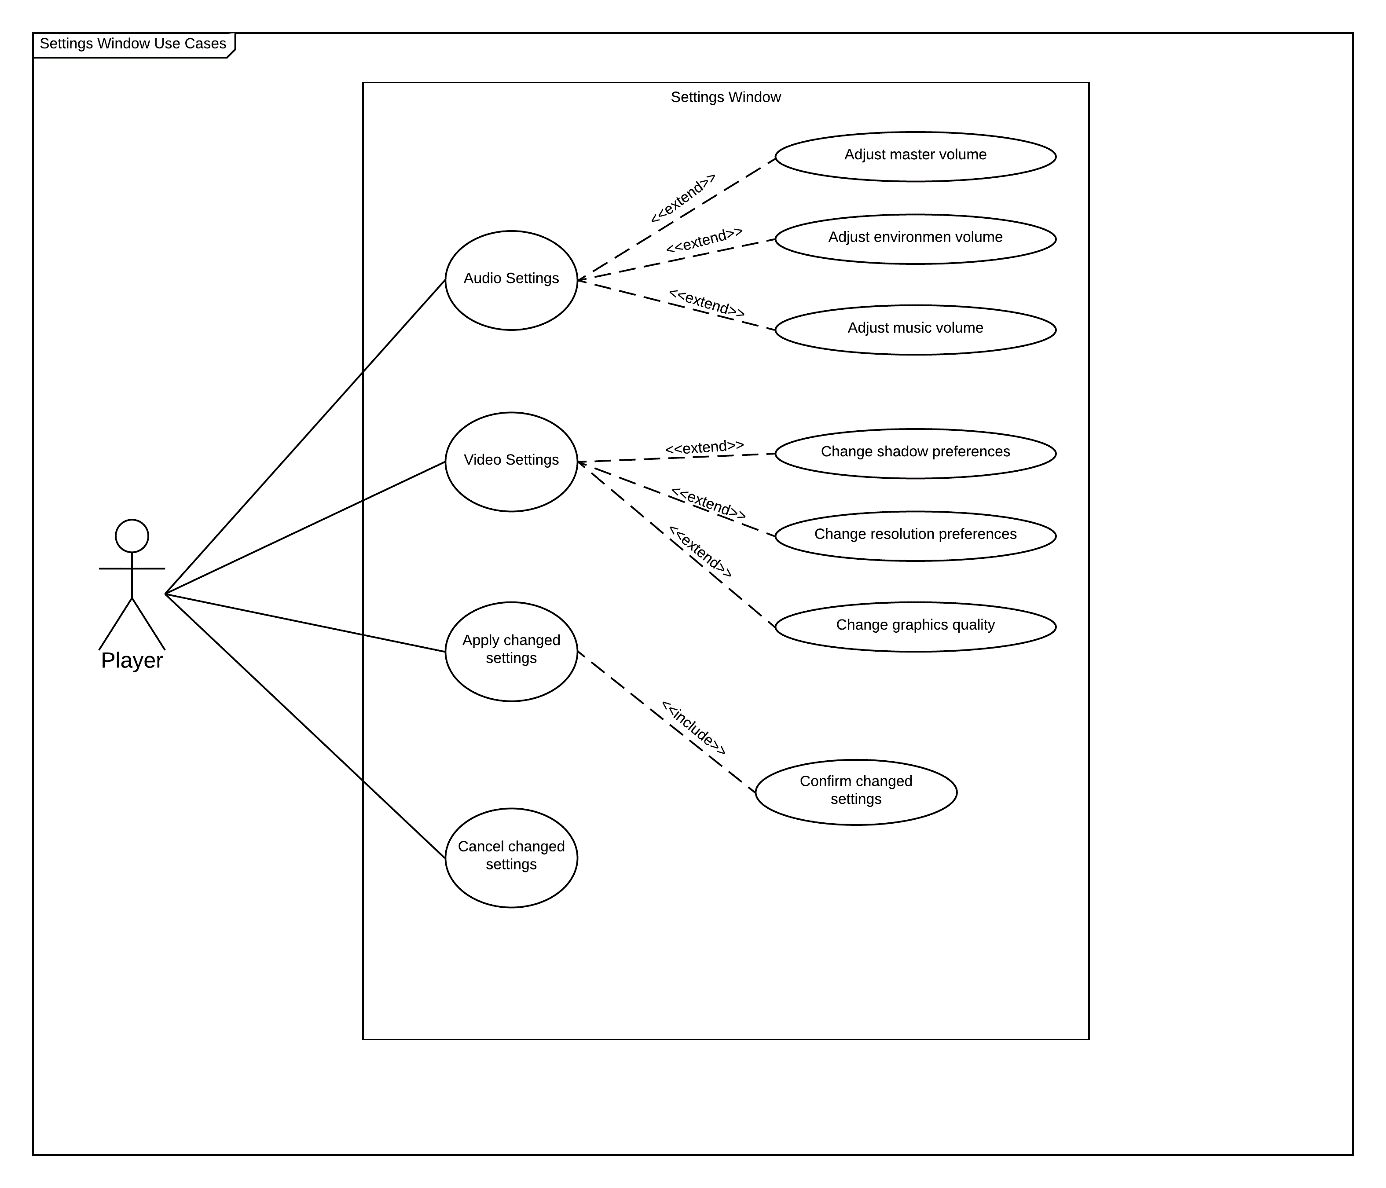 Settings Window Use Cases
Settings Window
Adjust master volume
<<extend>>
Adjust environmen volume
<<extend>>
Audio Settings
<<extend>>
Adjust music volume
<<extend>>
Change shadow preferences
Video Settings
<<extend>>
Change resolution preferences
<<extend>>
Change graphics quality
Apply changed
settings
Player
<<include>>
Confirm changed
settings
Cancel changed
settings